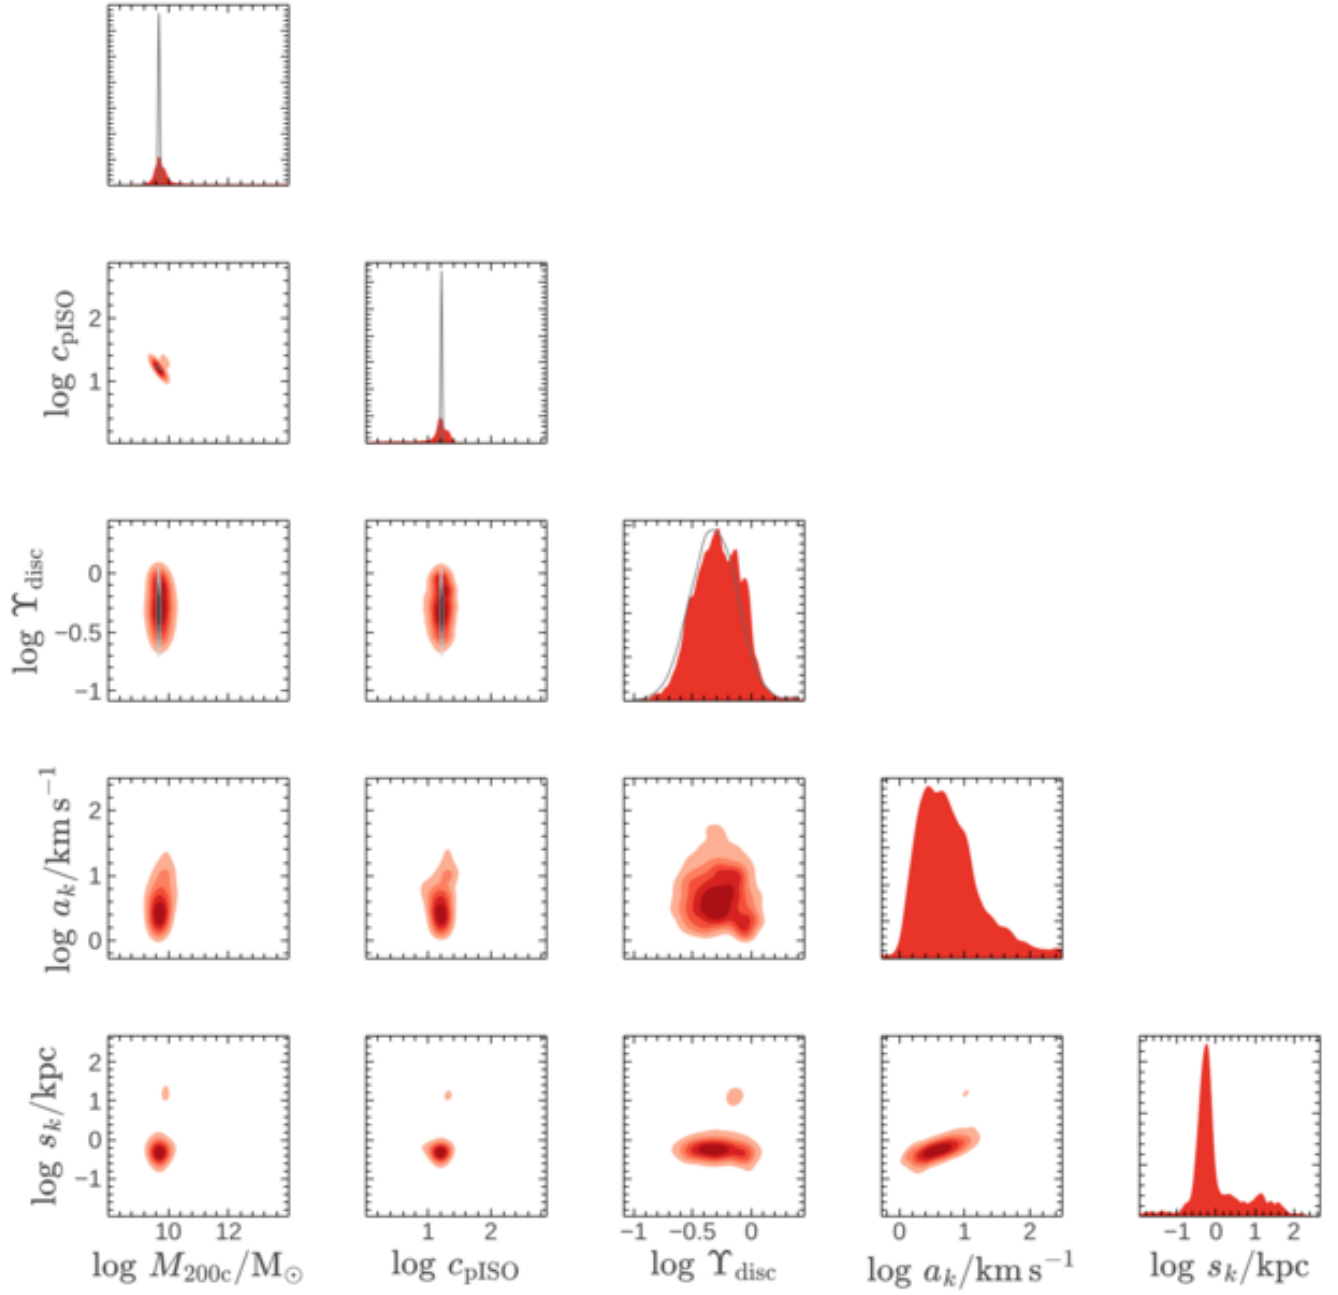 log c_pISO
2
1
log ϒ_disc
0
−0.5
−1
log a_k/km s⁻¹
2
1
0
log s_k/kpc
2
1
0
−1
10 12 1 2 −1 −0.5 0 0 1 2 −1 0 1 2
log M_200c/M_⊙ log c_pISO log ϒ_disc log a_k/km s⁻¹ log s_k/kpc